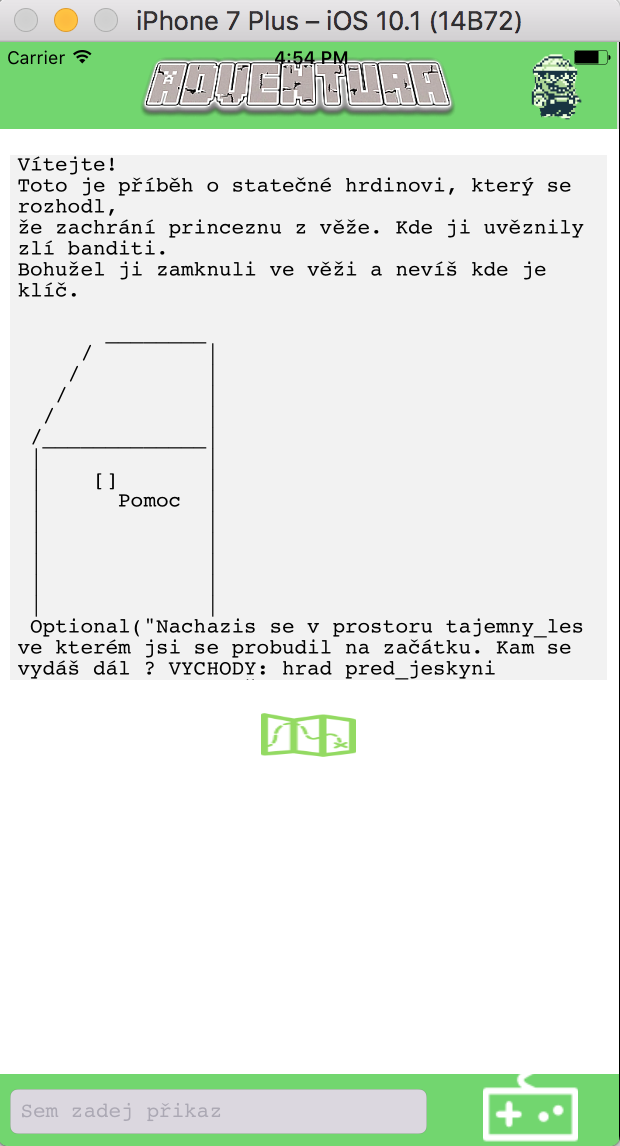 iPhone 7 Plus – iOS 10.1 (14B72)
Carrier 4:54 PM
ADVENTURA
Vítejte!
Toto je příběh o statečné hrdinovi, který se
rozhodl,
že zachrání princeznu z věže. Kde ji uvěznily
zlí banditi.
Bohužel ji zamknuli ve věži a nevíš kde je
klíč.
[]
Pomoc
Optional("Nachazis se v prostoru tajemny_les
ve kterém jsi se probudil na začátku. Kam se
vydáš dál ? VYCHODY: hrad pred_jeskyni
Sem zadej přikaz